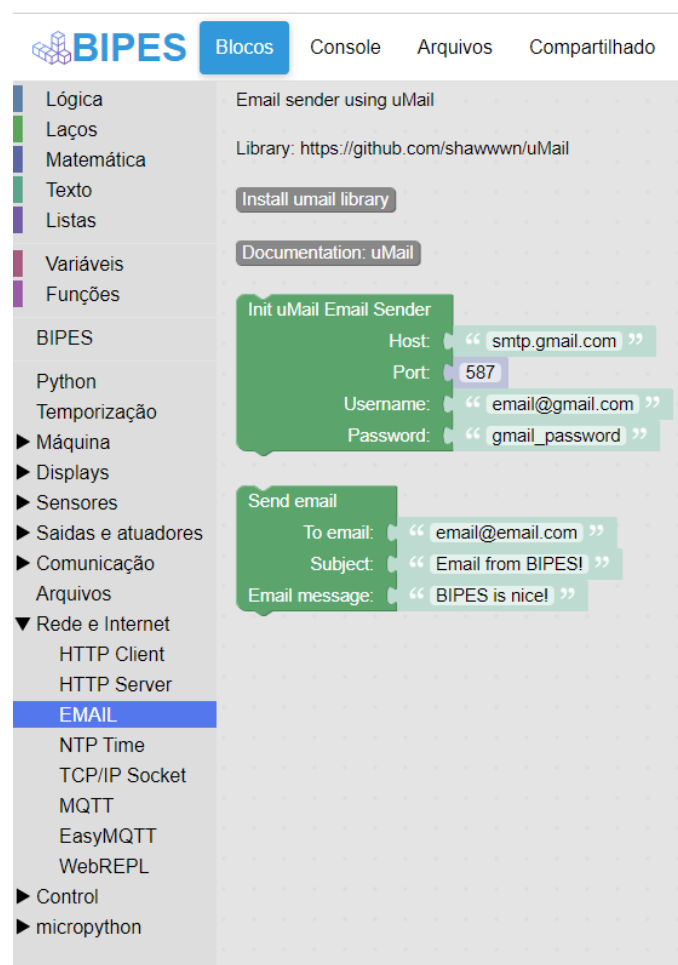 BIPES Blocos Console Arquivos Compartilhado
Lógica
Laços
Matemática
Texto
Listas
Variáveis
Funções
BIPES
Python
Temporização
Máquina
Displays
Sensores
Saidas e atuadores
Comunicação
Arquivos
Rede e Internet
HTTP Client
HTTP Server
EMAIL
NTP Time
TCP/IP Socket
MQTT
EasyMQTT
WebREPL
Control
micropython
Email sender using uMail
Library: https://github.com/shawwwn/uMail
Install umail library
Documentation: uMail
Init uMail Email Sender
Host: “ smtp.gmail.com ”
Port: 587
Username: “ email@gmail.com ”
Password: “ gmail_password ”
Send email
To email: “ email@email.com ”
Subject: “ Email from BIPES! ”
Email message: “ BIPES is nice! ”